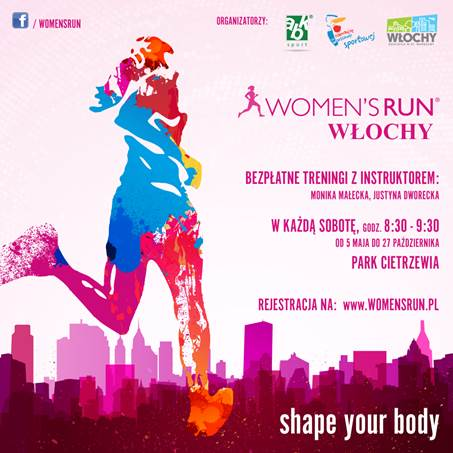 / WOMENSRUN
ORGANIZATORZY:
sport
sportowej
WŁOCHY
WOMEN'S RUN®
WŁOCHY
BEZPŁATNE TRENINGI Z INSTRUKTOREM:
MONIKA MAŁECKA, JUSTYNA DWORECKA
W KAŻDĄ SOBOTĘ, GODZ. 8:30 - 9:30
OD 5 MAJA DO 27 PAŹDZIERNIKA
PARK CIETRZEWIA
REJESTRACJA NA: WWW.WOMENSRUN.PL
shape your body